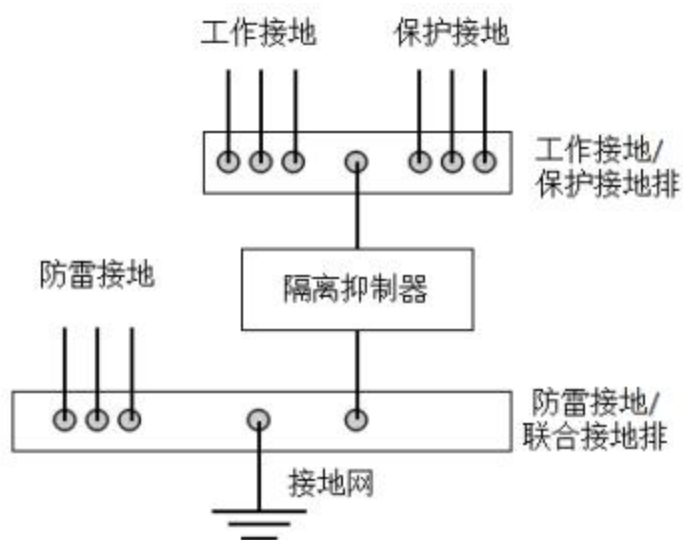 工作接地
保护接地
工作接地/
保护接地排
防雷接地
隔离抑制器
防雷接地/
联合接地排
接地网